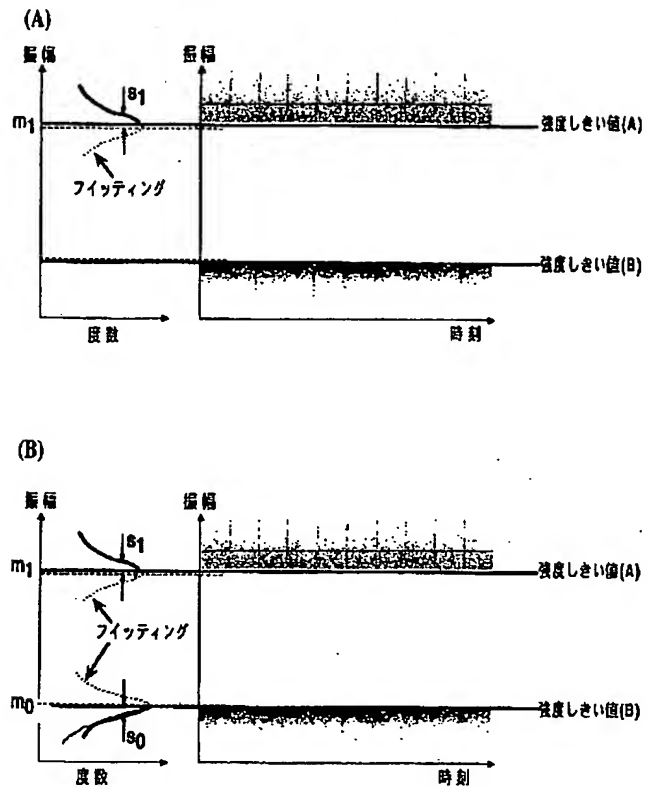 (A)
振幅
振幅
s1
m1
強度しきい値(A)
フイッティング
強度しきい値(B)
度数
時刻
(B)
振幅
振幅
s1
m1
強度しきい値(A)
フイッティング
m0
強度しきい値(B)
s0
度数
時刻